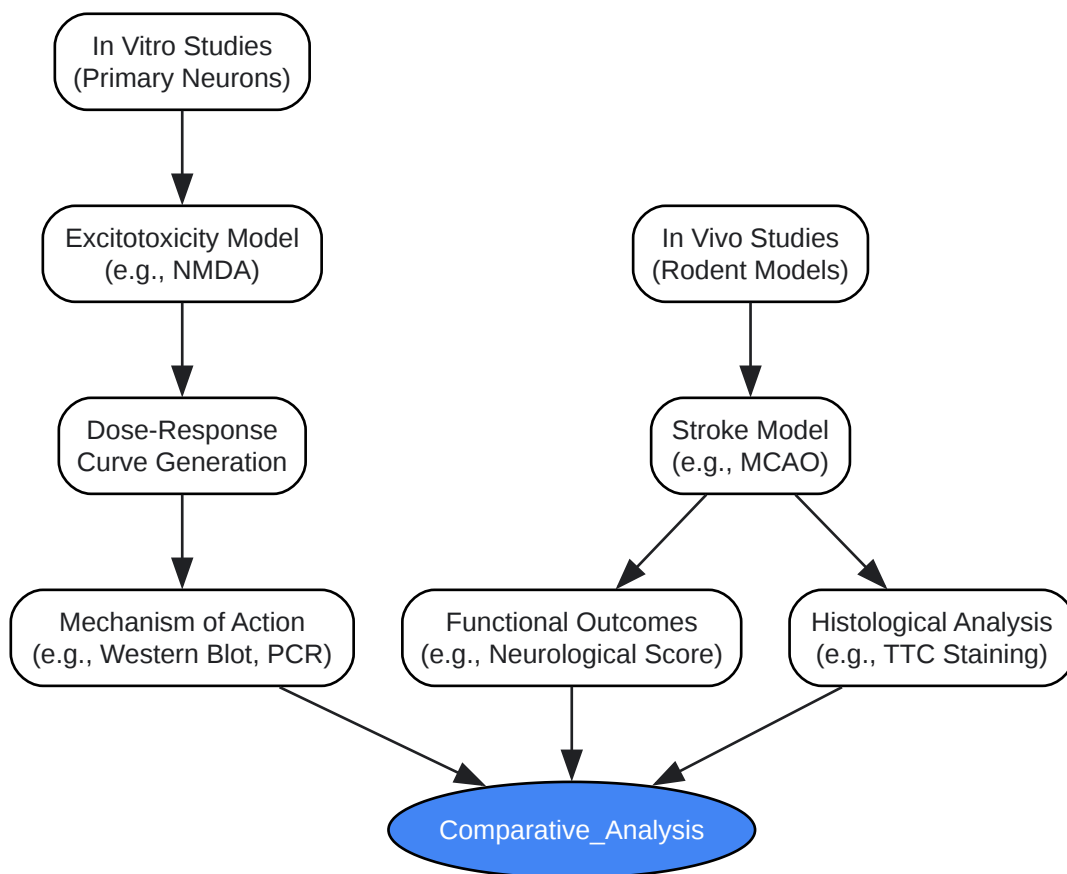 In Vitro Studies
(Primary Neurons)
Excitotoxicity Model
(e.g., NMDA)
In Vivo Studies
(Rodent Models)
Dose-Response
Curve Generation
Stroke Model
(e.g., MCAO)
Mechanism of Action
(e.g., Western Blot, PCR)
Functional Outcomes
(e.g., Neurological Score)
Histological Analysis
(e.g., TTC Staining)
Comparative_Analysis